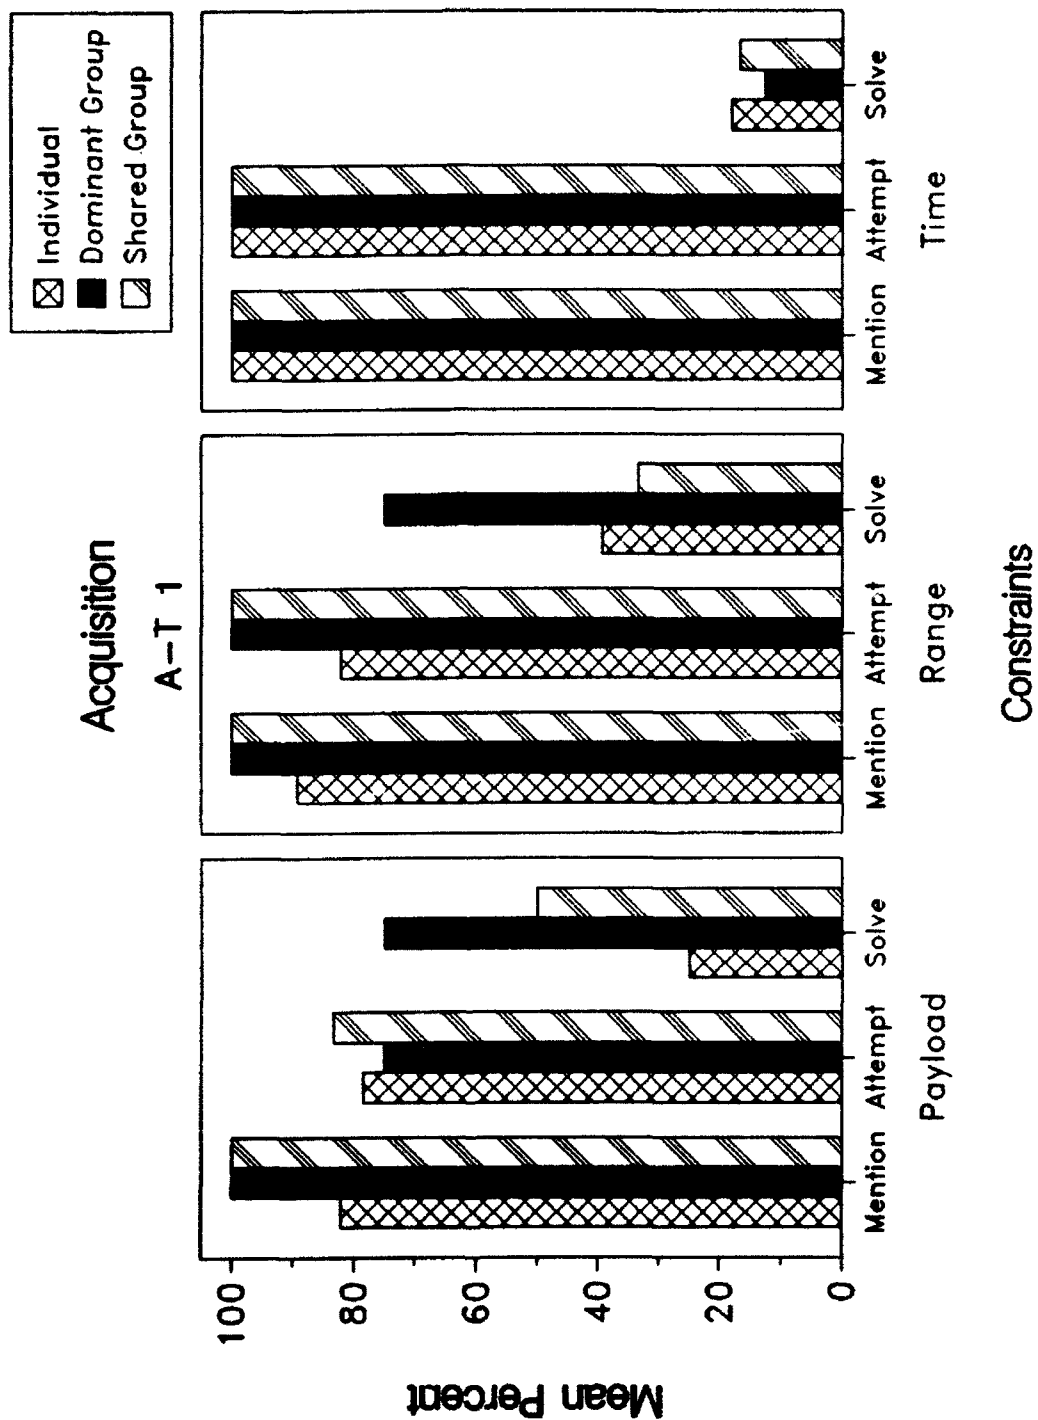 Acquisition
A-T 1
Individual
Dominant Group
Shared Group
Mean Percent
100
80
60
40
20
0
Mention Attempt Solve
Mention Attempt Solve
Mention Attempt Solve
Payload
Range
Time
Constraints